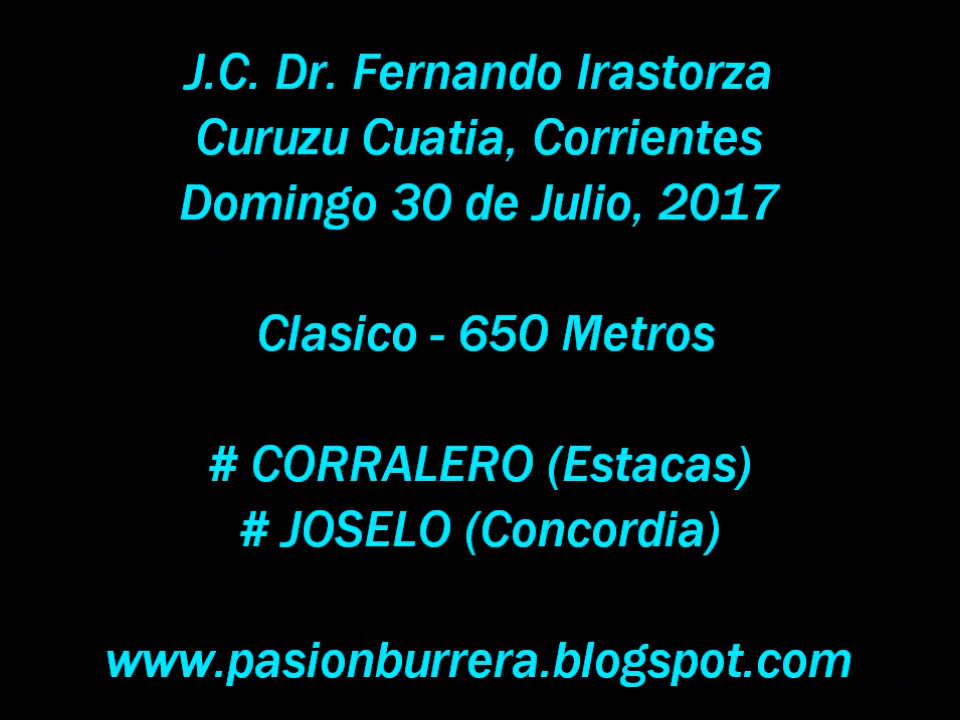 J.C. Dr. Fernando Irastorza
Curuzu Cuatia, Corrientes
Domingo 30 de Julio, 2017
Clasico - 650 Metros
# CORRALERO (Estacas)
# JOSELO (Concordia)
www.pasionburrera.blogspot.com